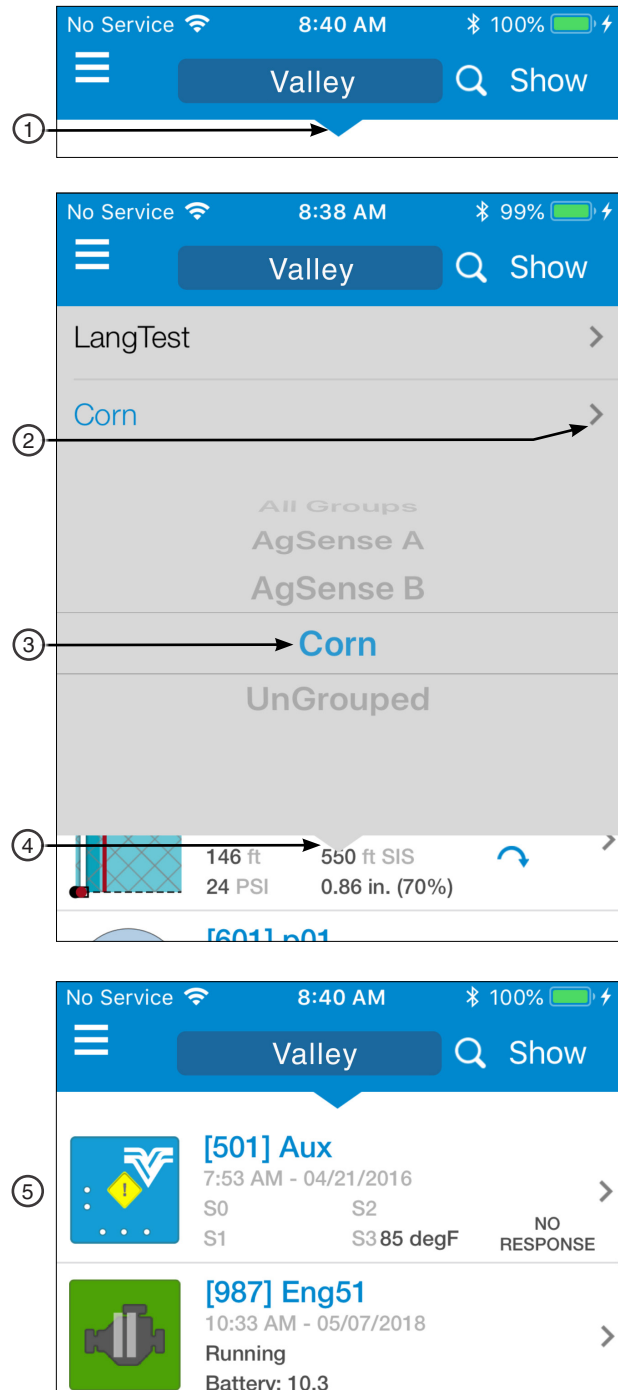 No Service 8:40 AM 100%
Valley Show
1
No Service 8:38 AM 99%
Valley Show
LangTest
Corn
2
All Groups
AgSense A
AgSense B
3
Corn
UnGrouped
4
146 ft 550 ft SIS
24 PSI 0.86 in. (70%)
[601] p01
No Service 8:40 AM 100%
Valley Show
[501] Aux
7:53 AM - 04/21/2016
5
S0 S2
S1 S3 85 degF
NO
RESPONSE
[987] Eng51
10:33 AM - 05/07/2018
Running
Battery: 10.3